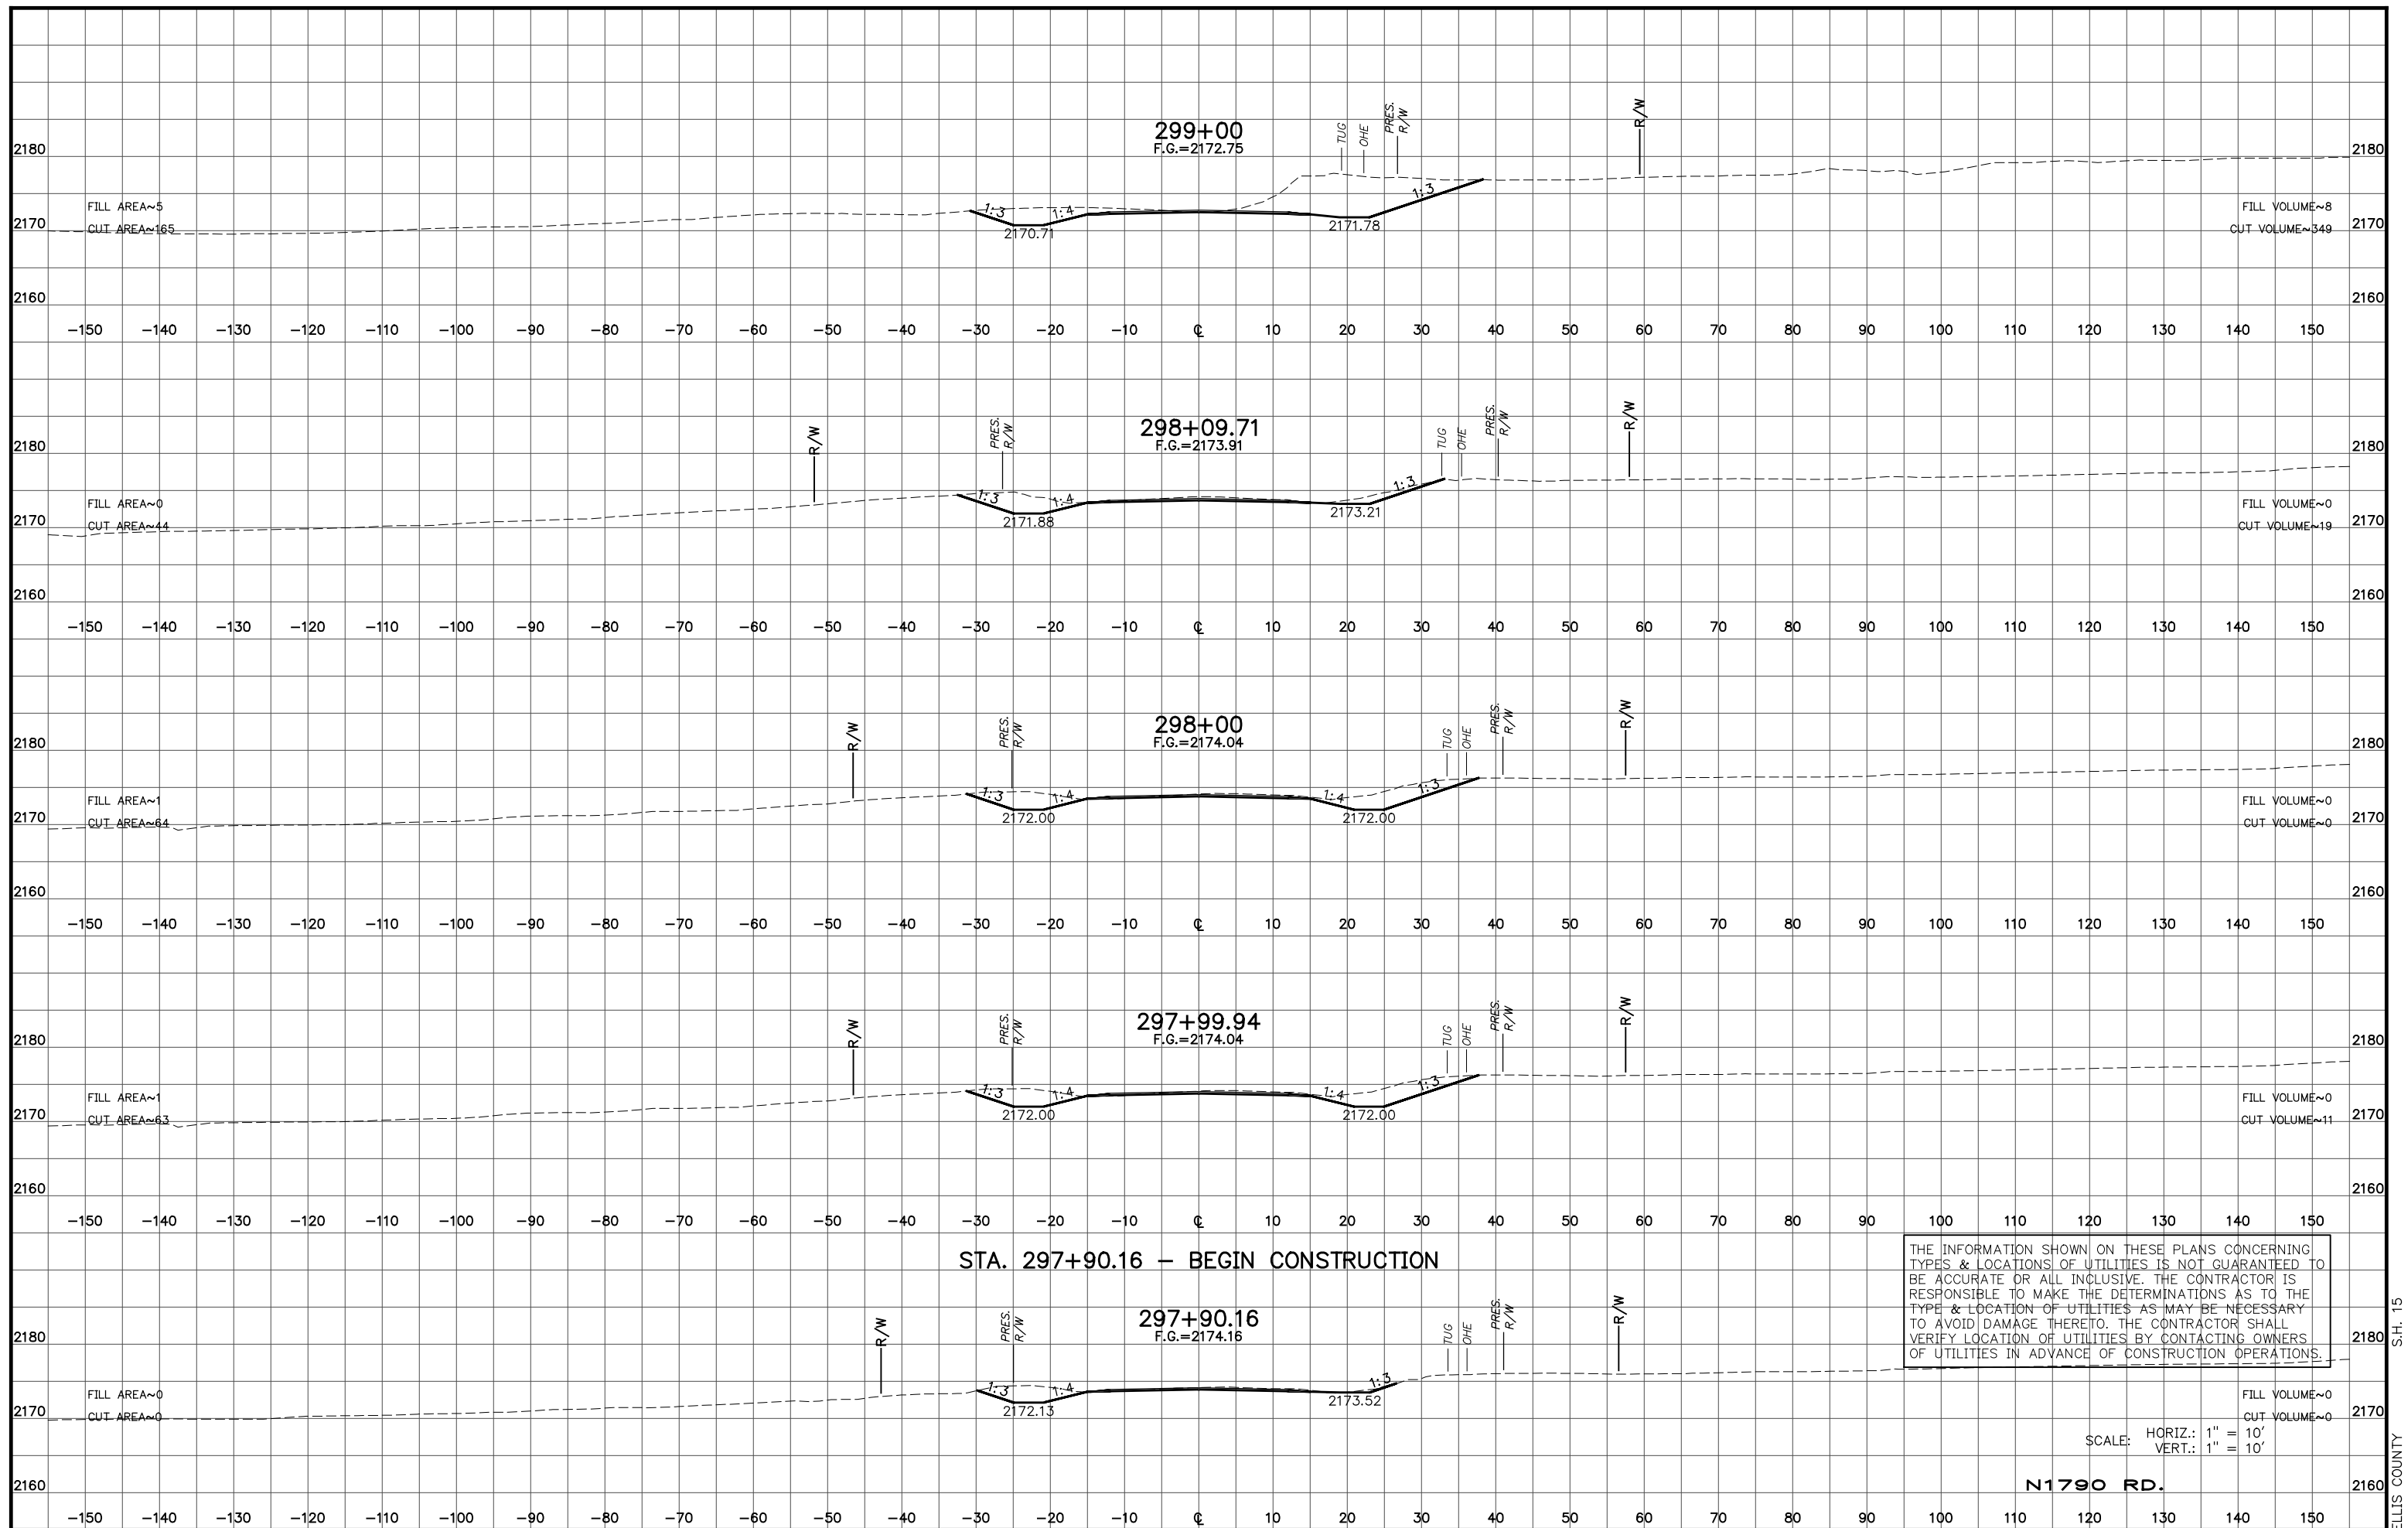 299+00
F.G.=2172.75
TUG
OHE
PRES.
R/W
R/W
2180
2180
FILL AREA~5
1:3
1:4
1:3
FILL VOLUME~8
2170
CUT AREA~165
2170.71
2171.78
CUT VOLUME~349
2170
2160
2160
-150 -140 -130 -120 -110 -100 -90 -80 -70 -60 -50 -40 -30 -20 -10 ℄ 10 20 30 40 50 60 70 80 90 100 110 120 130 140 150
R/W
PRES.
R/W
298+09.71
F.G.=2173.91
TUG
OHE
PRES.
R/W
R/W
2180
2180
FILL AREA~0
1:3
1:4
1:3
FILL VOLUME~0
2170
CUT AREA~44
2171.88
2173.21
CUT VOLUME~19
2170
2160
2160
-150 -140 -130 -120 -110 -100 -90 -80 -70 -60 -50 -40 -30 -20 -10 ℄ 10 20 30 40 50 60 70 80 90 100 110 120 130 140 150
R/W
PRES.
R/W
298+00
F.G.=2174.04
TUG
OHE
PRES.
R/W
R/W
2180
2180
FILL AREA~1
1:3
1:4
1:4
1:3
FILL VOLUME~0
2170
CUT AREA~64
2172.00
2172.00
CUT VOLUME~0
2170
2160
2160
-150 -140 -130 -120 -110 -100 -90 -80 -70 -60 -50 -40 -30 -20 -10 ℄ 10 20 30 40 50 60 70 80 90 100 110 120 130 140 150
R/W
PRES.
R/W
297+99.94
F.G.=2174.04
TUG
OHE
PRES.
R/W
R/W
2180
2180
FILL AREA~1
1:3
1:4
1:4
1:3
FILL VOLUME~0
2170
CUT AREA~63
2172.00
2172.00
CUT VOLUME~11
2170
2160
2160
-150 -140 -130 -120 -110 -100 -90 -80 -70 -60 -50 -40 -30 -20 -10 ℄ 10 20 30 40 50 60 70 80 90 100 110 120 130 140 150
STA. 297+90.16 - BEGIN CONSTRUCTION
THE INFORMATION SHOWN ON THESE PLANS CONCERNING
TYPES & LOCATIONS OF UTILITIES IS NOT GUARANTEED TO
BE ACCURATE OR ALL INCLUSIVE. THE CONTRACTOR IS
RESPONSIBLE TO MAKE THE DETERMINATIONS AS TO THE
TYPE & LOCATION OF UTILITIES AS MAY BE NECESSARY
TO AVOID DAMAGE THERETO. THE CONTRACTOR SHALL
VERIFY LOCATION OF UTILITIES BY CONTACTING OWNERS
OF UTILITIES IN ADVANCE OF CONSTRUCTION OPERATIONS.
R/W
PRES.
R/W
297+90.16
F.G.=2174.16
TUG
OHE
PRES.
R/W
R/W
2180
2180
FILL AREA~0
1:3
1:4
1:3
FILL VOLUME~0
2170
CUT AREA~0
2172.13
2173.52
CUT VOLUME~0
2170
SCALE: HORIZ.: 1" = 10'
VERT.: 1" = 10'
N1790 RD.
2160
2160
-150 -140 -130 -120 -110 -100 -90 -80 -70 -60 -50 -40 -30 -20 -10 ℄ 10 20 30 40 50 60 70 80 90 100 110 120 130 140 150
ELLIS COUNTY S.H. 15